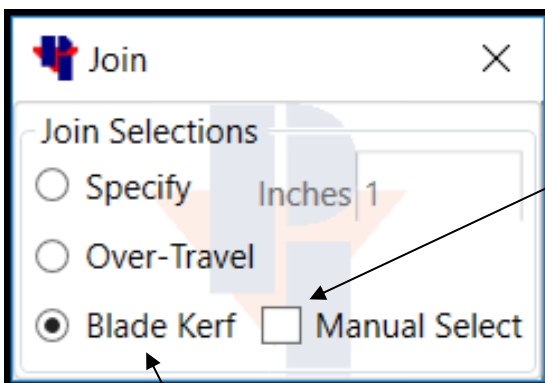 Join
Join Selections
Specify Inches 1
Over-Travel
Blade Kerf Manual Select